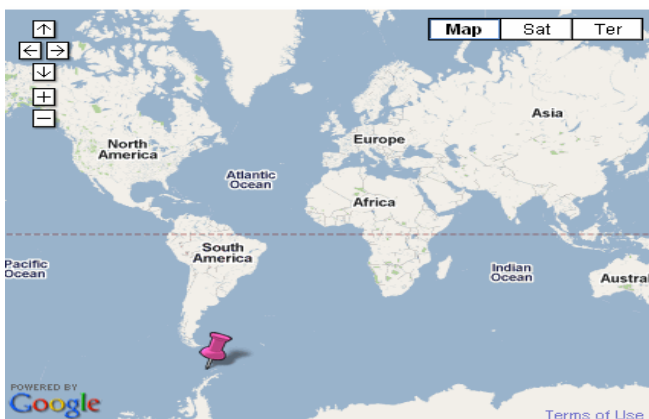 Map Sat Ter
Asia
Europe
North
America
Atlantic
Ocean
Africa
South
America
Pacific
Ocean
Indian
Ocean
Austral
POWERED BY
Google
Terms of Use